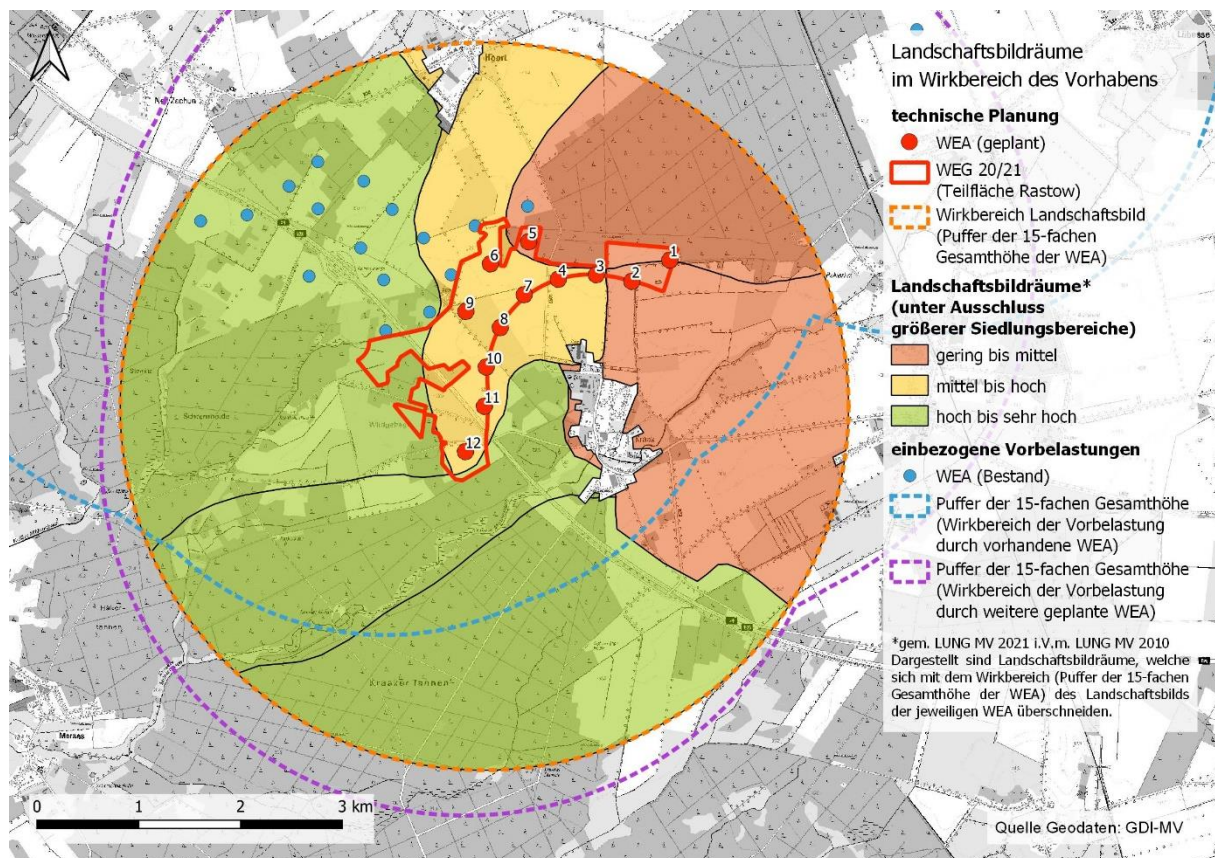 Landschaftsbildräume
im Wirkbereich des Vorhabens
technische Planung
WEA (geplant)
WEG 20/21
(Teilfläche Rastow)
Wirkbereich Landschaftsbild
(Puffer der 15-fachen
Gesamthöhe der WEA)
Landschaftsbildräume*
(unter Ausschluss
größerer Siedlungsbereiche)
gering bis mittel
mittel bis hoch
hoch bis sehr hoch
einbezogene Vorbelastungen
WEA (Bestand)
Puffer der 15-fachen Gesamthöhe
(Wirkbereich der Vorbelastung
durch vorhandene WEA)
Puffer der 15-fachen Gesamthöhe
(Wirkbereich der Vorbelastung
durch weitere geplante WEA)
*gem. LUNG MV 2021 i.V.m. LUNG MV 2010
Dargestellt sind Landschaftsbildräume, welche
sich mit dem Wirkbereich (Puffer der 15-fachen
Gesamthöhe der WEA) des Landschaftsbilds
der jeweiligen WEA überschneiden.
Quelle Geodaten: GDI-MV
Hoort
Kraaker Tannen
1
2
3
4
5
6
7
8
9
10
11
12
0 1 2 3 km